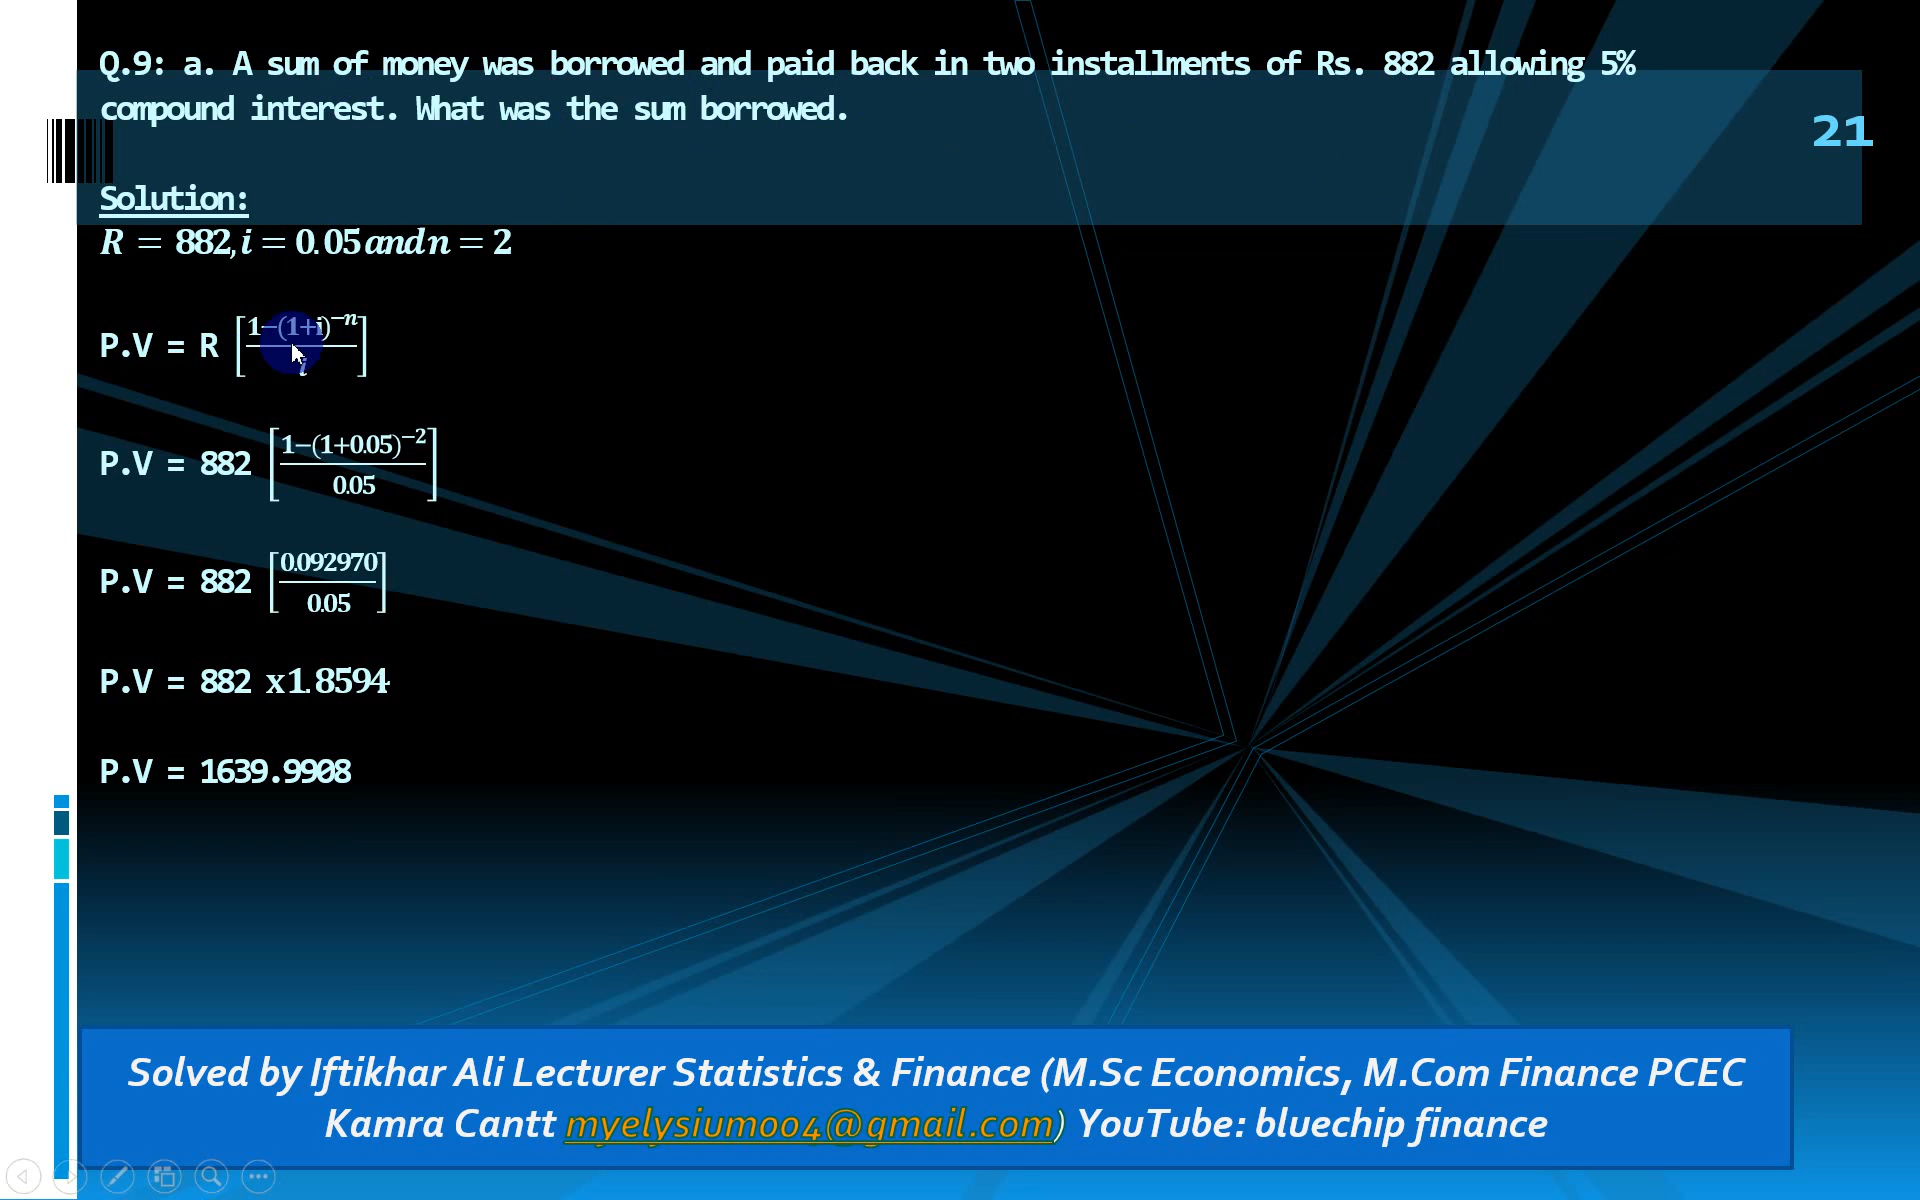 Q.9: a. A sum of money was borrowed and paid back in two installments of Rs. 882 allowing 5%
compound interest. What was the sum borrowed.
21
Solution:
R = 882, i = 0.05 and n = 2
P.V = R [1−(1+i)^−n / i]
P.V = 882 [1−(1+0.05)^−2 / 0.05]
P.V = 882 [0.092970 / 0.05]
P.V = 882 x1.8594
P.V = 1639.9908
Solved by Iftikhar Ali Lecturer Statistics & Finance (M.Sc Economics, M.Com Finance PCEC
Kamra Cantt myelysium004@gmail.com) YouTube: bluechip finance